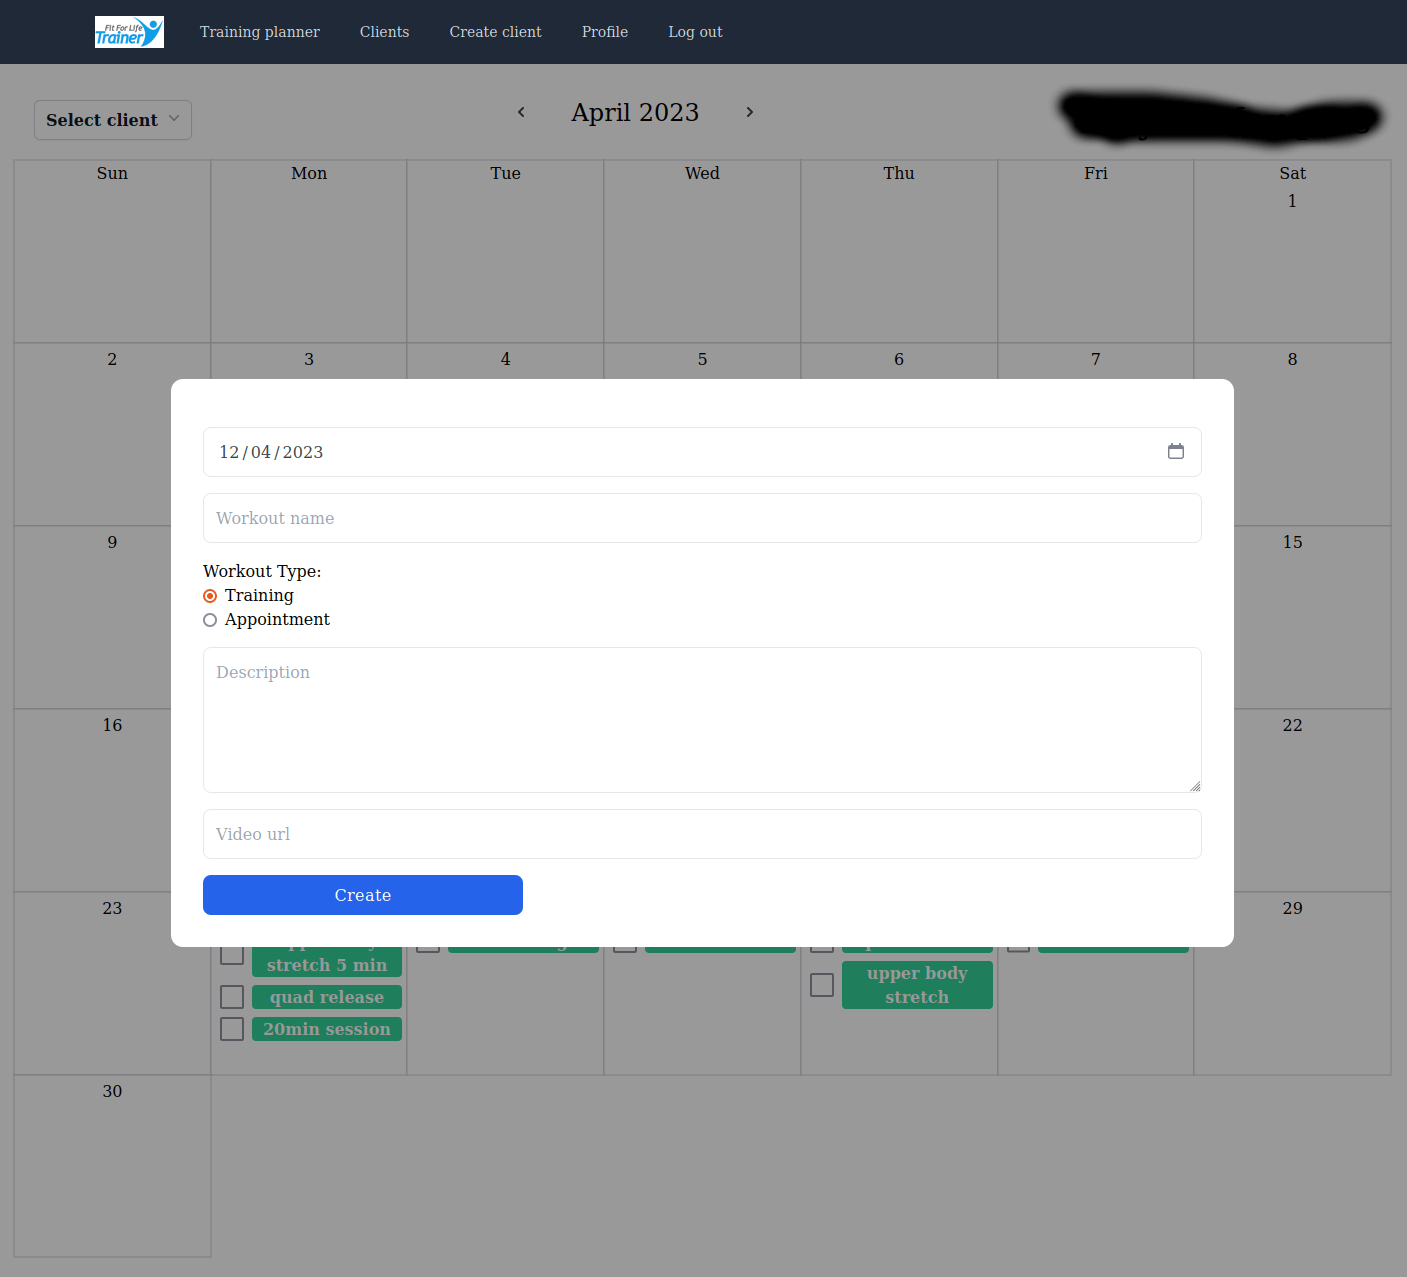 Fit For Life
Trainer
Training planner Clients Create client Profile Log out
Select client
April 2023
Sun Mon Tue Wed Thu Fri Sat
1
2 3 4 5 6 7 8
12/04/2023
Workout name
9 15
Workout Type:
Training
Appointment
Description
16 22
Video url
Create
23 29
stretch 5 min
upper body
stretch
quad release
20min session
30